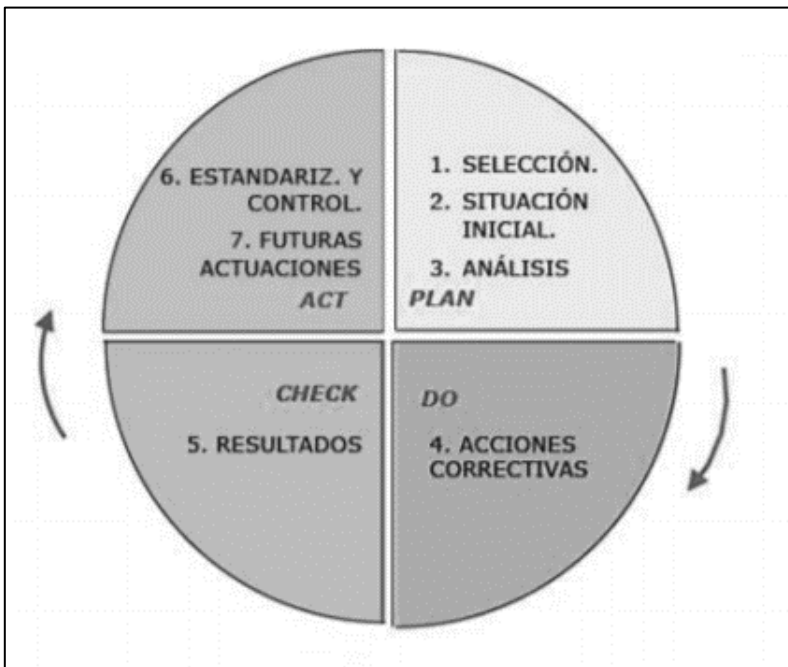 1. SELECCIÓN.
2. SITUACIÓN
INICIAL.
3. ANÁLISIS
PLAN
DO
4. ACCIONES
CORRECTIVAS
CHECK
5. RESULTADOS
6. ESTANDARIZ. Y
CONTROL.
7. FUTURAS
ACTUACIONES
ACT